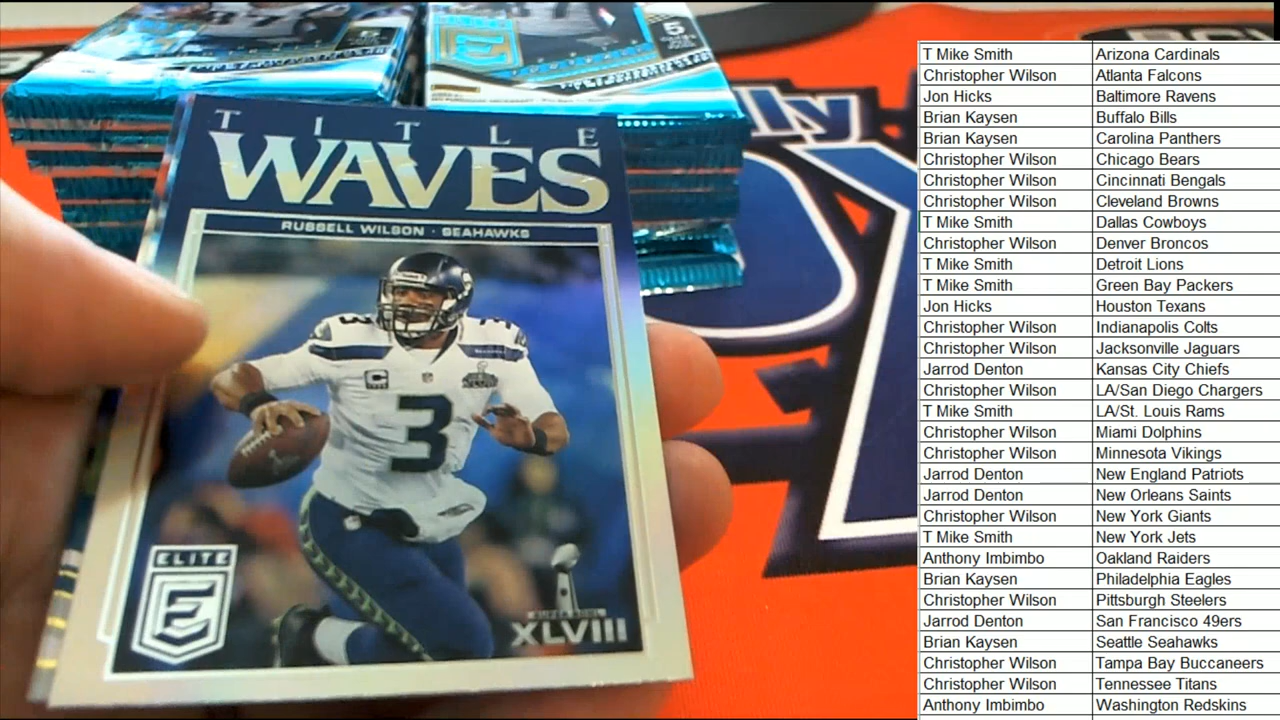 5
ly
TITLE
WAVES
RUSSELL WILSON · SEAHAWKS
3
3
C
3
ELITE
E
SUPER BOWL
XLVIII
T Mike Smith Arizona Cardinals
Christopher Wilson Atlanta Falcons
Jon Hicks Baltimore Ravens
Brian Kaysen Buffalo Bills
Brian Kaysen Carolina Panthers
Christopher Wilson Chicago Bears
Christopher Wilson Cincinnati Bengals
Christopher Wilson Cleveland Browns
T Mike Smith Dallas Cowboys
Christopher Wilson Denver Broncos
T Mike Smith Detroit Lions
T Mike Smith Green Bay Packers
Jon Hicks Houston Texans
Christopher Wilson Indianapolis Colts
Christopher Wilson Jacksonville Jaguars
Jarrod Denton Kansas City Chiefs
Christopher Wilson LA/San Diego Chargers
T Mike Smith LA/St. Louis Rams
Christopher Wilson Miami Dolphins
Christopher Wilson Minnesota Vikings
Jarrod Denton New England Patriots
Jarrod Denton New Orleans Saints
Christopher Wilson New York Giants
T Mike Smith New York Jets
Anthony Imbimbo Oakland Raiders
Brian Kaysen Philadelphia Eagles
Christopher Wilson Pittsburgh Steelers
Jarrod Denton San Francisco 49ers
Brian Kaysen Seattle Seahawks
Christopher Wilson Tampa Bay Buccaneers
Christopher Wilson Tennessee Titans
Anthony Imbimbo Washington Redskins